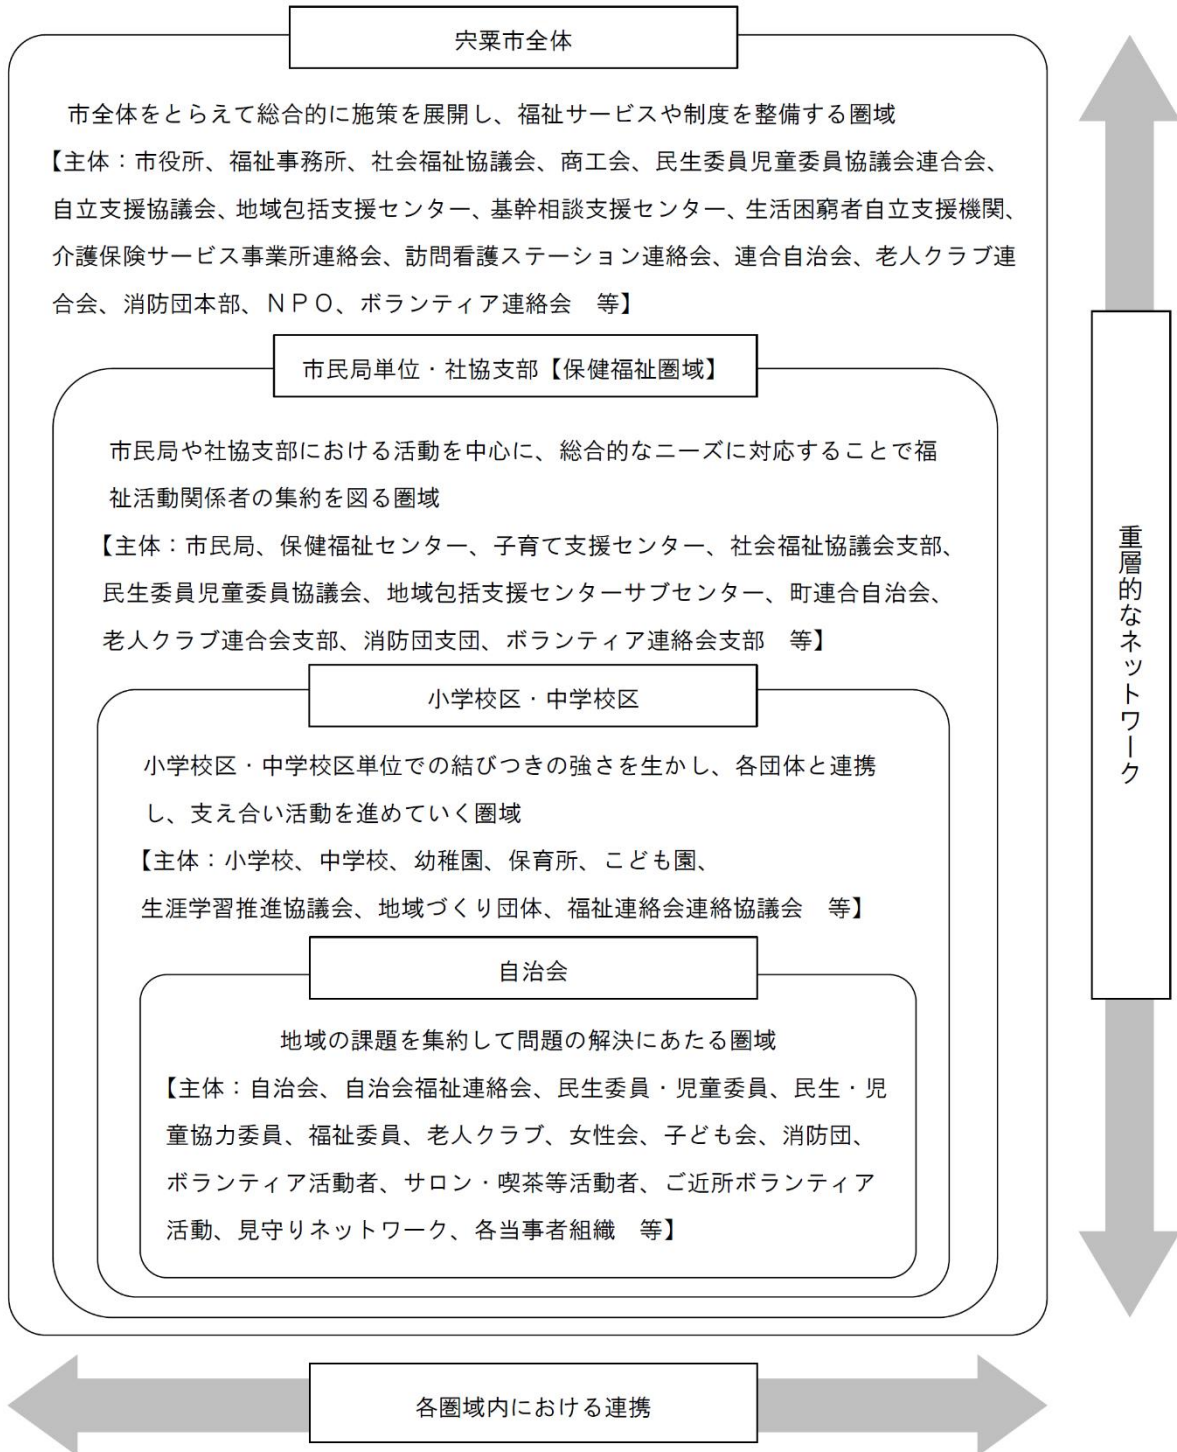 宍粟市全体
市全体をとらえて総合的に施策を展開し、福祉サービスや制度を整備する圏域
【主体：市役所、福祉事務所、社会福祉協議会、商工会、民生委員児童委員協議会連合会、
自立支援協議会、地域包括支援センター、基幹相談支援センター、生活困窮者自立支援機関、
介護保険サービス事業所連絡会、訪問看護ステーション連絡会、連合自治会、老人クラブ連
合会、消防団本部、ＮＰＯ、ボランティア連絡会　等】
市民局単位・社協支部【保健福祉圏域】
市民局や社協支部における活動を中心に、総合的なニーズに対応することで福
祉活動関係者の集約を図る圏域
【主体：市民局、保健福祉センター、子育て支援センター、社会福祉協議会支部、
民生委員児童委員協議会、地域包括支援センターサブセンター、町連合自治会、
老人クラブ連合会支部、消防団支団、ボランティア連絡会支部　等】
小学校区・中学校区
小学校区・中学校区単位での結びつきの強さを生かし、各団体と連携
し、支え合い活動を進めていく圏域
【主体：小学校、中学校、幼稚園、保育所、こども園、
生涯学習推進協議会、地域づくり団体、福祉連絡会連絡協議会　等】
自治会
地域の課題を集約して問題の解決にあたる圏域
【主体：自治会、自治会福祉連絡会、民生委員・児童委員、民生・児
童協力委員、福祉委員、老人クラブ、女性会、子ども会、消防団、
ボランティア活動者、サロン・喫茶等活動者、ご近所ボランティア
活動、見守りネットワーク、各当事者組織　等】
重層的なネットワーク
各圏域内における連携